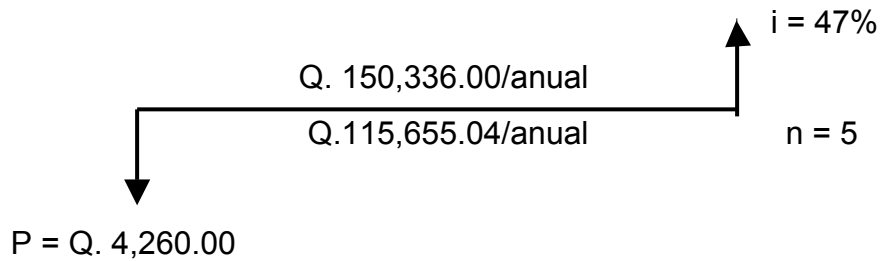 i = 47%
Q. 150,336.00/anual
Q.115,655.04/anual
n = 5
P = Q. 4,260.00